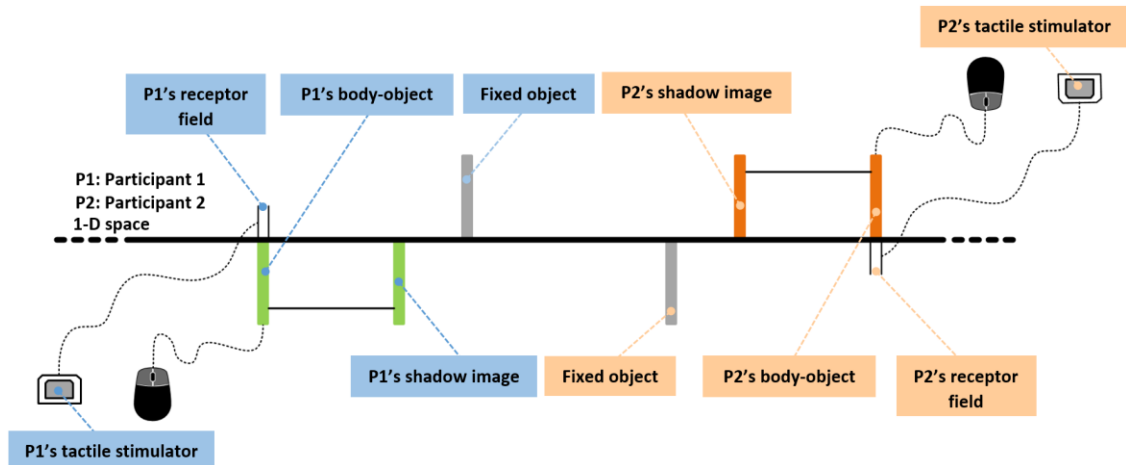 P2's tactile stimulator
P1's receptor
field
P1's body-object
Fixed object
P2's shadow image
P1: Participant 1
P2: Participant 2
1-D space
P1's shadow image
Fixed object
P2's body-object
P2's receptor
field
P1's tactile stimulator